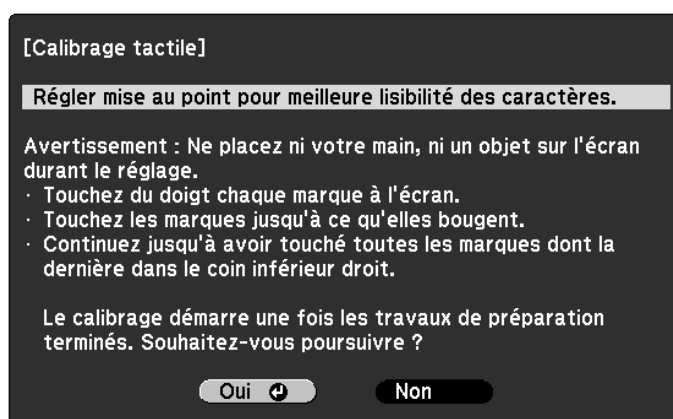 [Calibrage tactile]
Régler mise au point pour meilleure lisibilité des caractères.
Avertissement : Ne placez ni votre main, ni un objet sur l'écran
durant le réglage.
· Touchez du doigt chaque marque à l'écran.
· Touchez les marques jusqu'à ce qu'elles bougent.
· Continuez jusqu'à avoir touché toutes les marques dont la
dernière dans le coin inférieur droit.
Le calibrage démarre une fois les travaux de préparation
terminés. Souhaitez-vous poursuivre ?
Oui Non